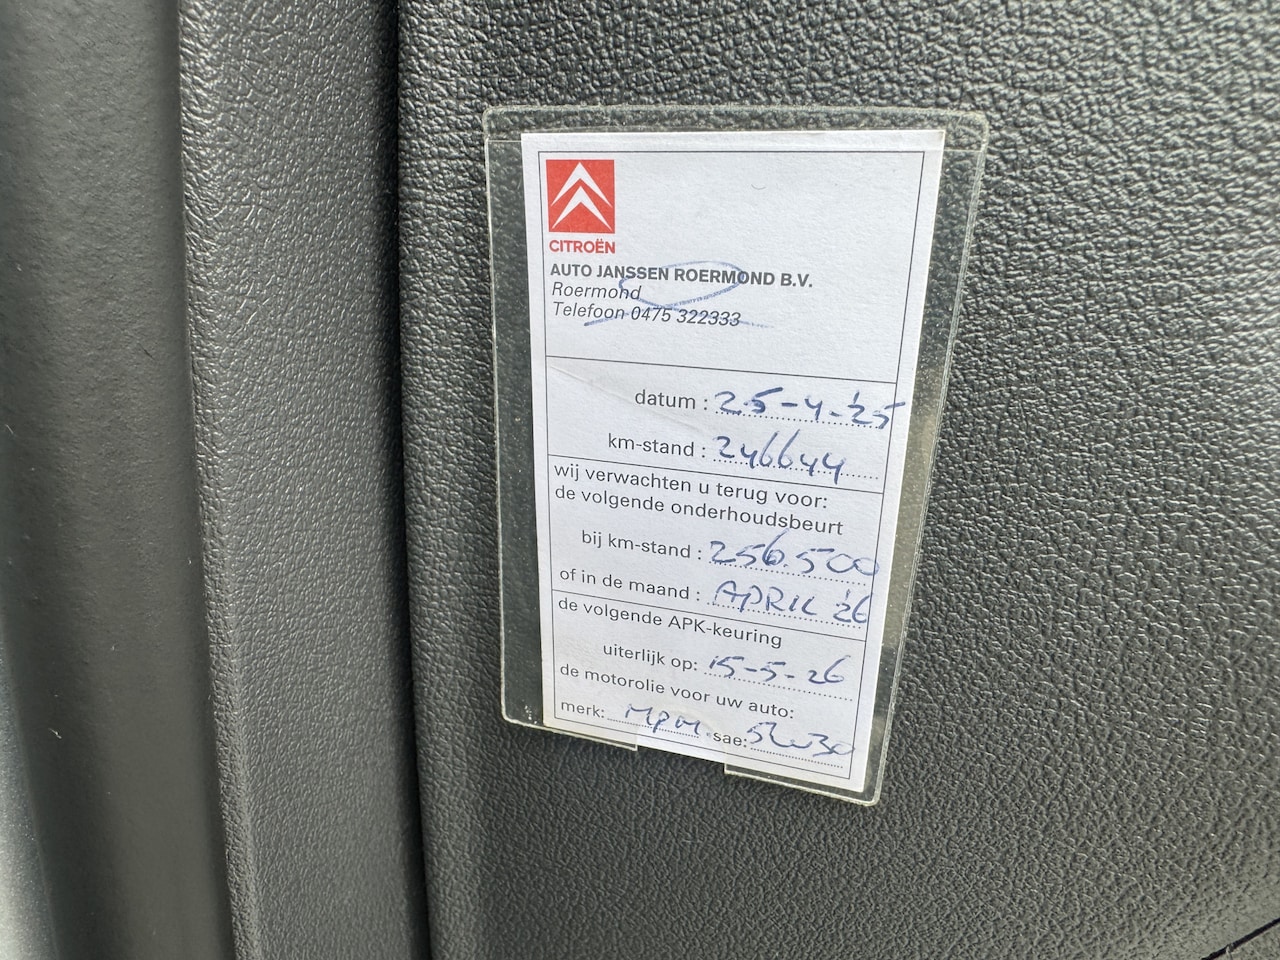 CITROËN
AUTO JANSSEN ROERMOND B.V.
Roermond
Telefoon 0475 322333
datum : 25-4-'25
km-stand : 246644
wij verwachten u terug voor:
de volgende onderhoudsbeurt
bij km-stand : 256.500
of in de maand : APRIL '26
de volgende APK-keuring
uiterlijk op: 15-5-26
de motorolie voor uw auto:
merk: MPM sae: 5W30